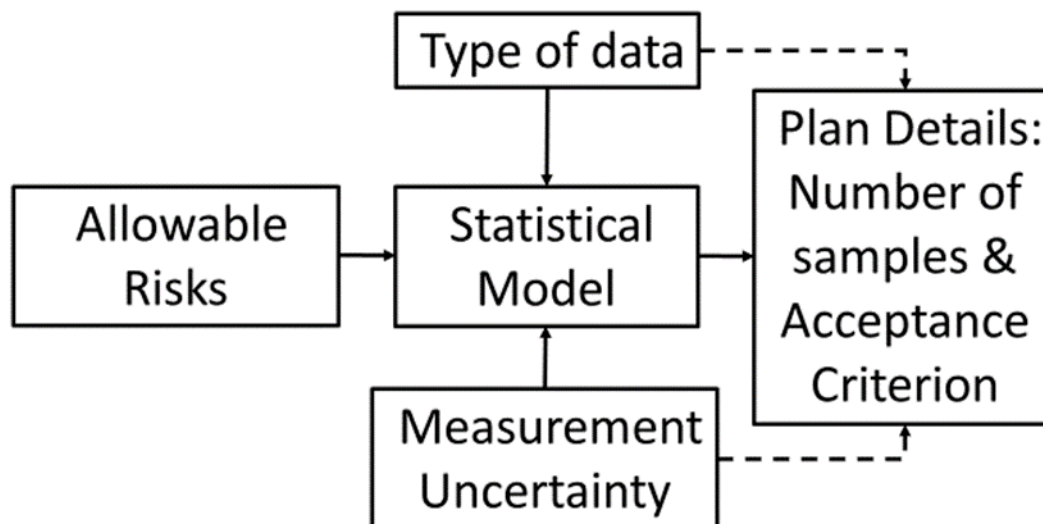 Type of data
Plan Details:
Number of
samples &
Acceptance
Criterion
Allowable
Risks
Statistical
Model
Measurement
Uncertainty